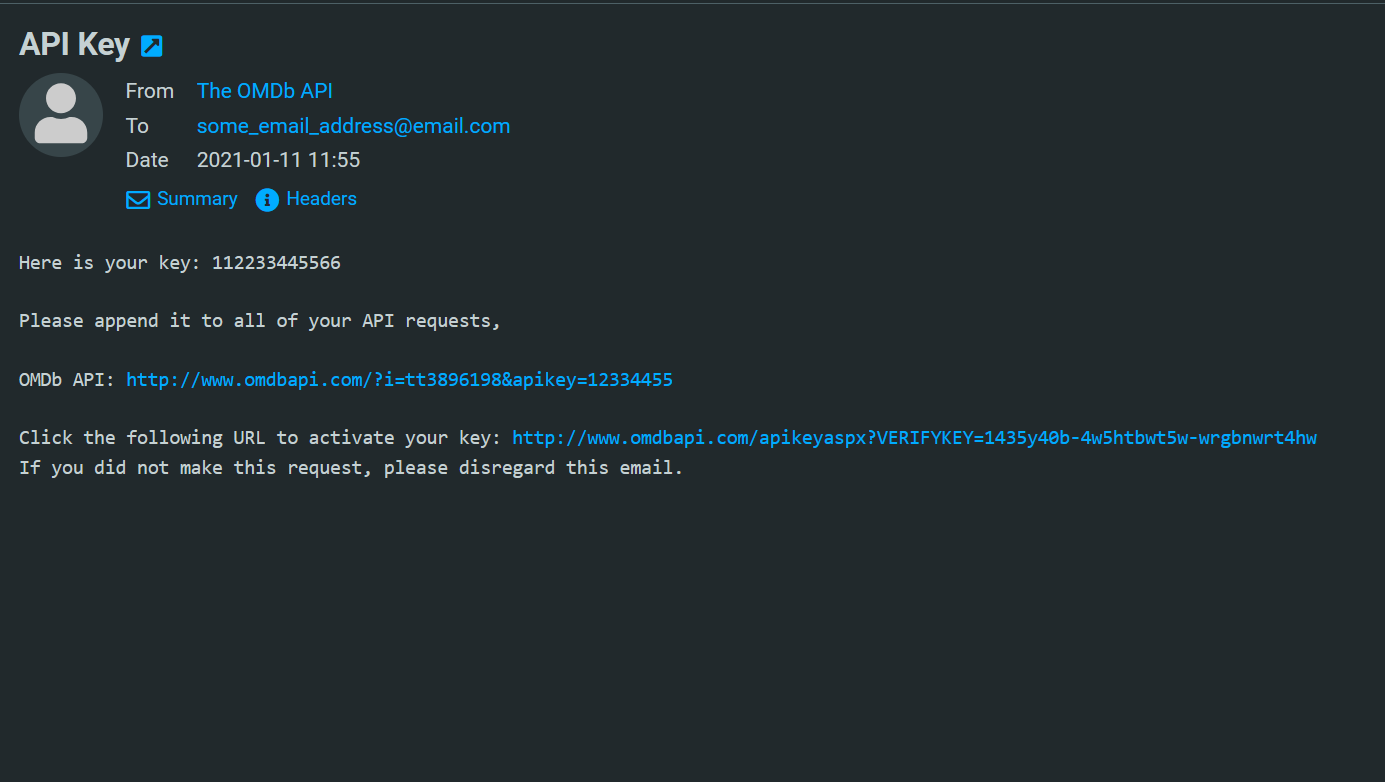 API Key
From The OMDb API
To some_email_address@email.com
Date 2021-01-11 11:55
Summary Headers
Here is your key: 112233445566
Please append it to all of your API requests,
OMDb API: http://www.omdbapi.com/?i=tt3896198&apikey=12334455
Click the following URL to activate your key: http://www.omdbapi.com/apikeyaspx?VERIFYKEY=1435y40b-4w5htbwt5w-wrgbnwrt4hw
If you did not make this request, please disregard this email.